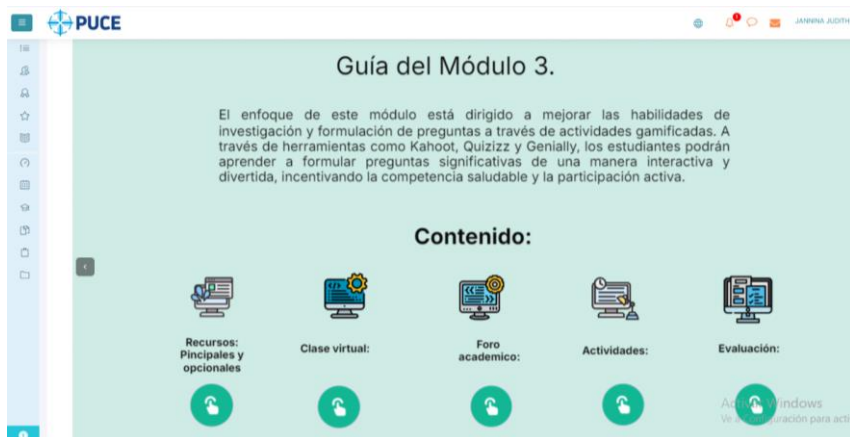 PUCE
JANNINA JUDITH
Guía del Módulo 3.
El enfoque de este módulo está dirigido a mejorar las habilidades de
investigación y formulación de preguntas a través de actividades gamificadas. A
través de herramientas como Kahoot, Quizizz y Genially, los estudiantes podrán
aprender a formular preguntas significativas de una manera interactiva y
divertida, incentivando la competencia saludable y la participación activa.
Contenido:
Recursos:
Pincipales y
opcionales
Clase virtual:
Foro
academico:
Actividades:
Evaluación:
Windows
para